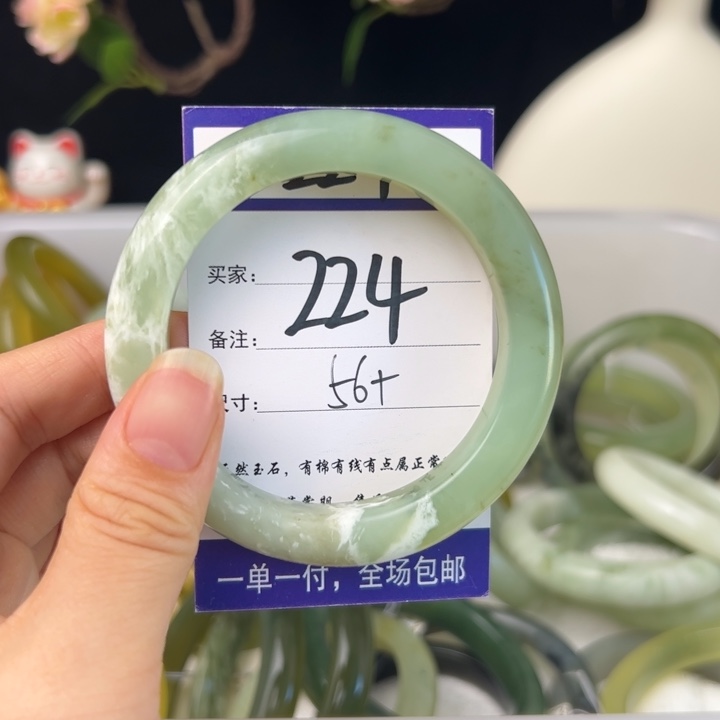 买家: 224
备注:
尺寸: 56+
天然玉石，有棉有线有点属正常
一单一付，全场包邮